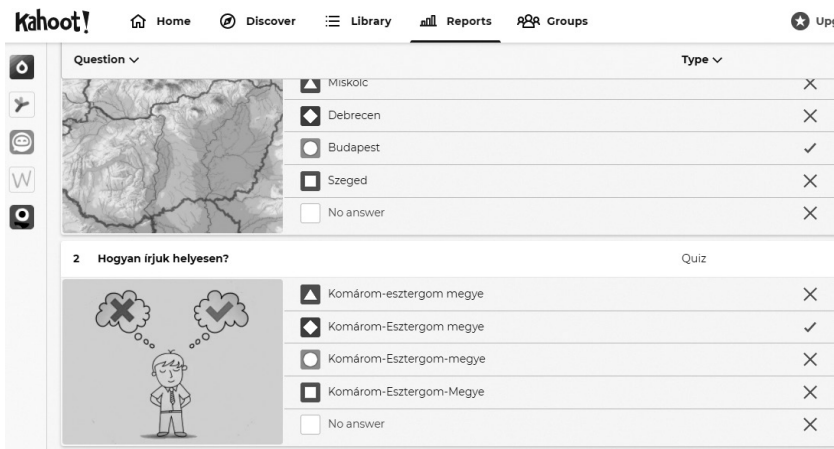 Kahoot! Home Discover Library Reports Groups Upg
Question Type
Miskolc
Debrecen
Budapest
Szeged
No answer
2 Hogyan írjuk helyesen? Quiz
Komárom-esztergom megye
Komárom-Esztergom megye
Komárom-Esztergom-megye
Komárom-Esztergom-Megye
No answer
W